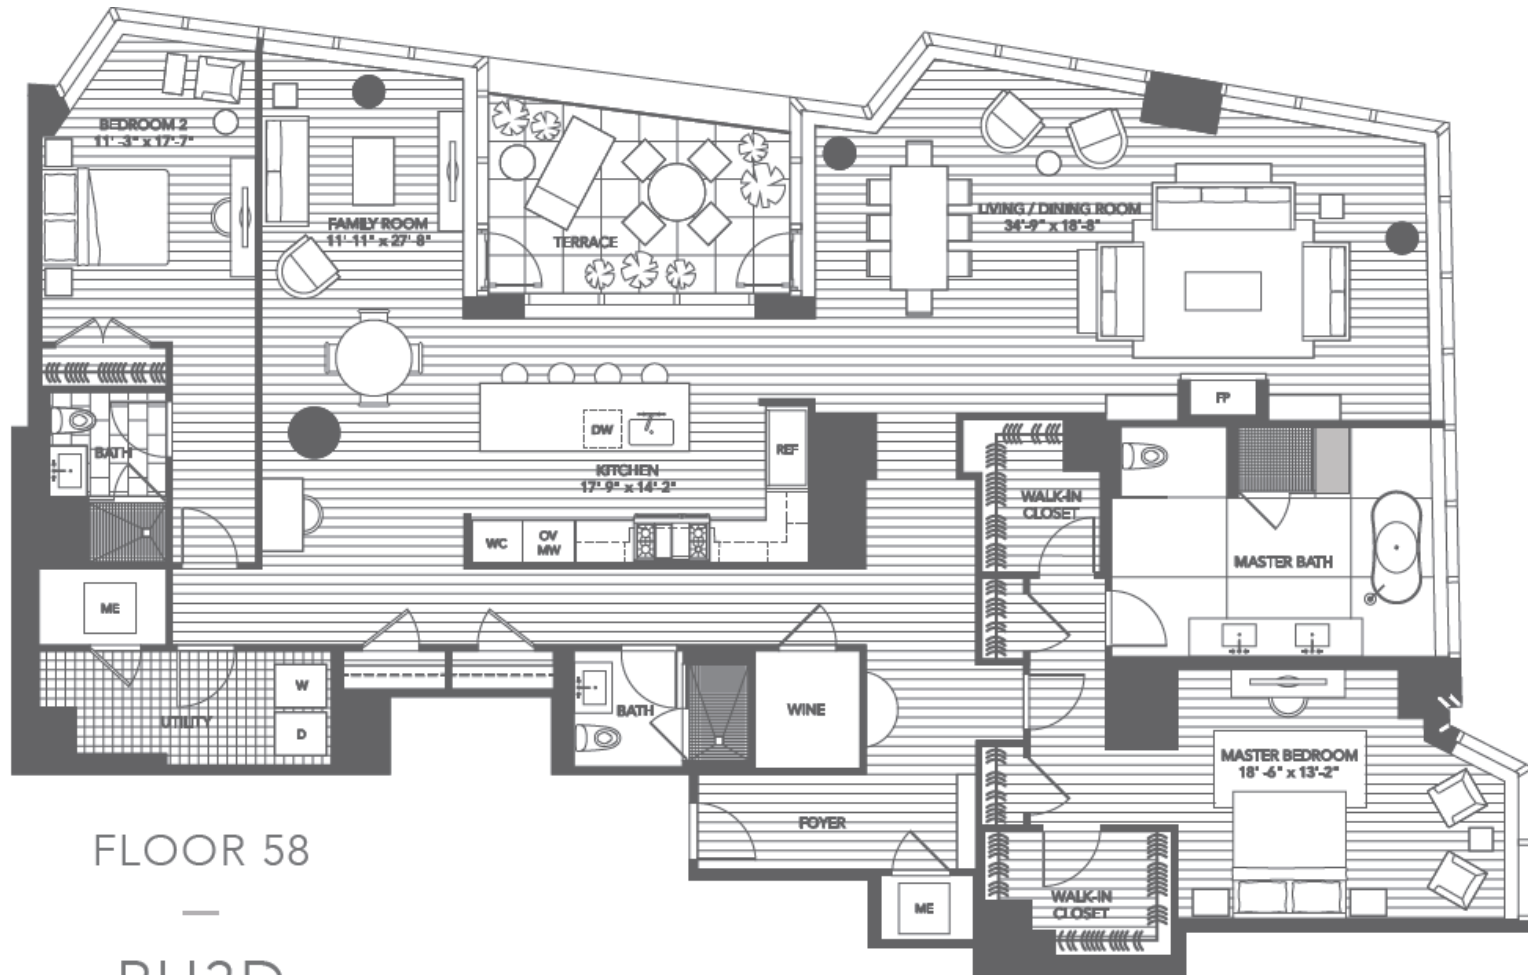 BEDROOM 2
11' -3" x 17'-7"
FAMILY ROOM
11' 11" x 27' 8"
TERRACE
LIVING / DINING ROOM
34'-9" x 18'-8"
FP
DW
REF
KITCHEN
17' 9" x 14' 2"
WC
OV
MW
BATH
WALK-IN
CLOSET
MASTER BATH
ME
W
D
UTILITY
BATH
WINE
MASTER BEDROOM
18' -6" x 13'-2"
FOYER
ME
WALK-IN
CLOSET
FLOOR 58